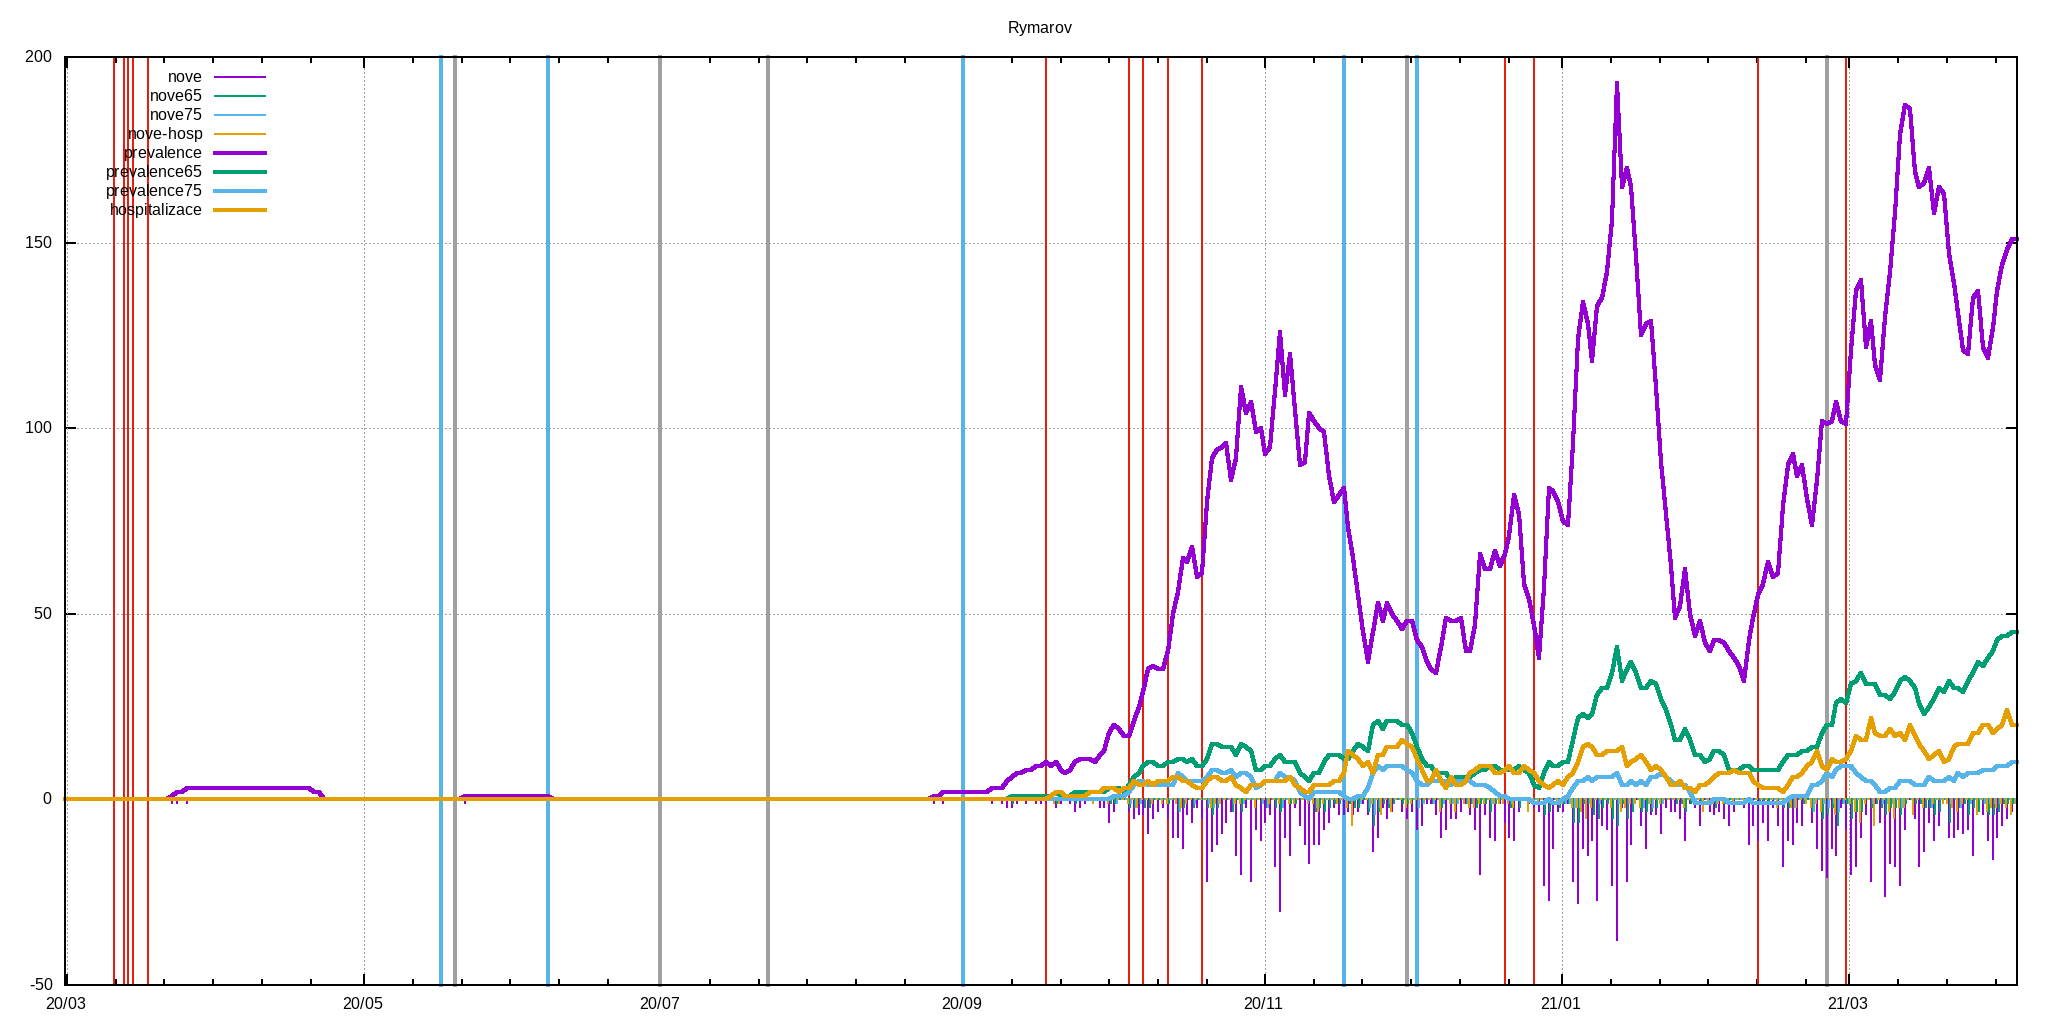 Rymarov
200
150
100
50
0
-50
nove
nove65
nove75
nove-hosp
prevalence
prevalence65
prevalence75
hospitalizace
20/03 20/05 20/07 20/09 20/11 21/01 21/03